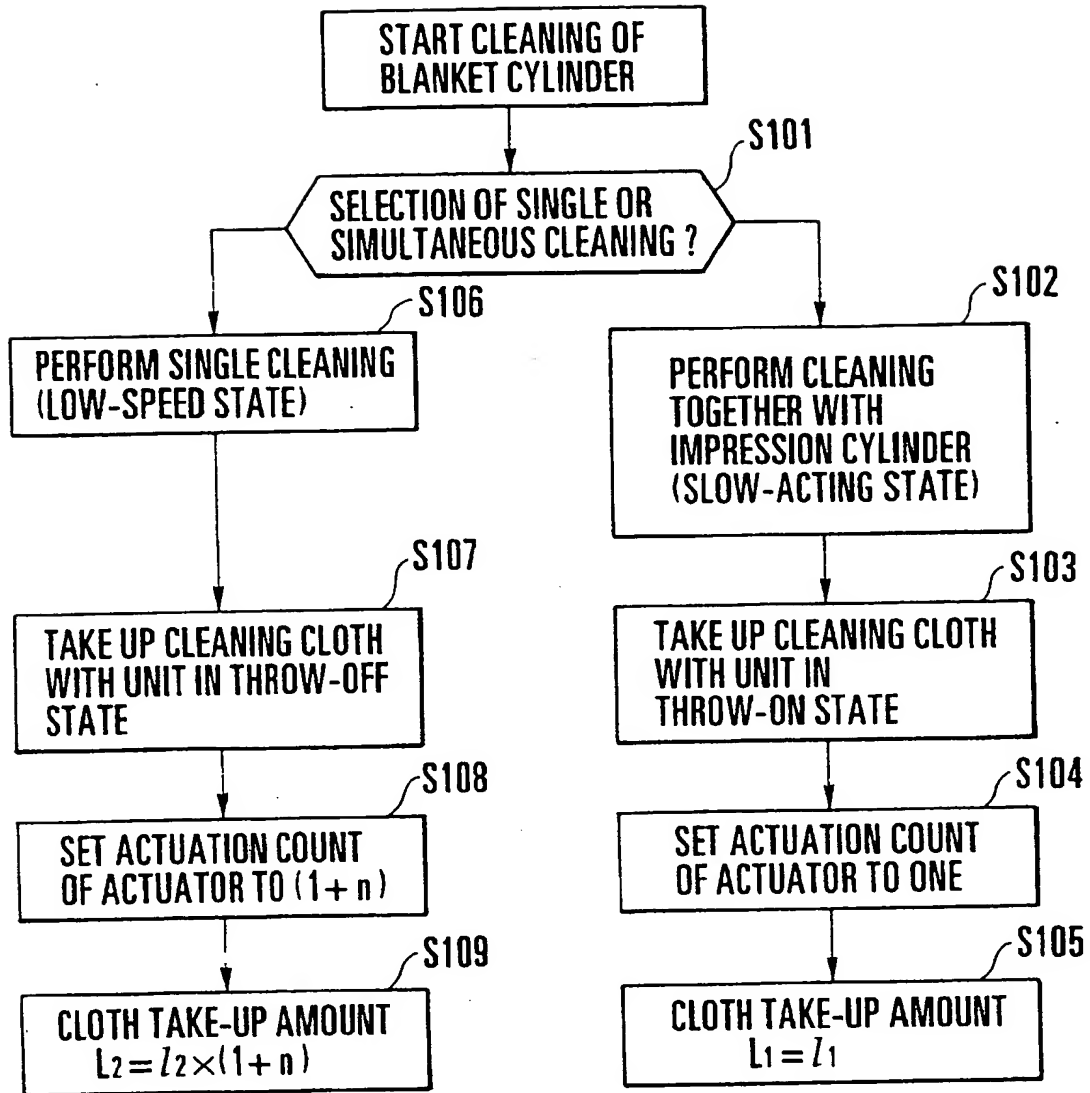 START CLEANING OF
BLANKET CYLINDER
S101
SELECTION OF SINGLE OR
SIMULTANEOUS CLEANING ?
S106
PERFORM SINGLE CLEANING
(LOW-SPEED STATE)
S102
PERFORM CLEANING
TOGETHER WITH
IMPRESSION CYLINDER
(SLOW-ACTING STATE)
S107
TAKE UP CLEANING CLOTH
WITH UNIT IN THROW-OFF
STATE
S103
TAKE UP CLEANING CLOTH
WITH UNIT IN
THROW-ON STATE
S108
SET ACTUATION COUNT
OF ACTUATOR TO (1+n)
S104
SET ACTUATION COUNT
OF ACTUATOR TO ONE
S109
CLOTH TAKE-UP AMOUNT
L2=l2×(1+n)
S105
CLOTH TAKE-UP AMOUNT
L1=l1